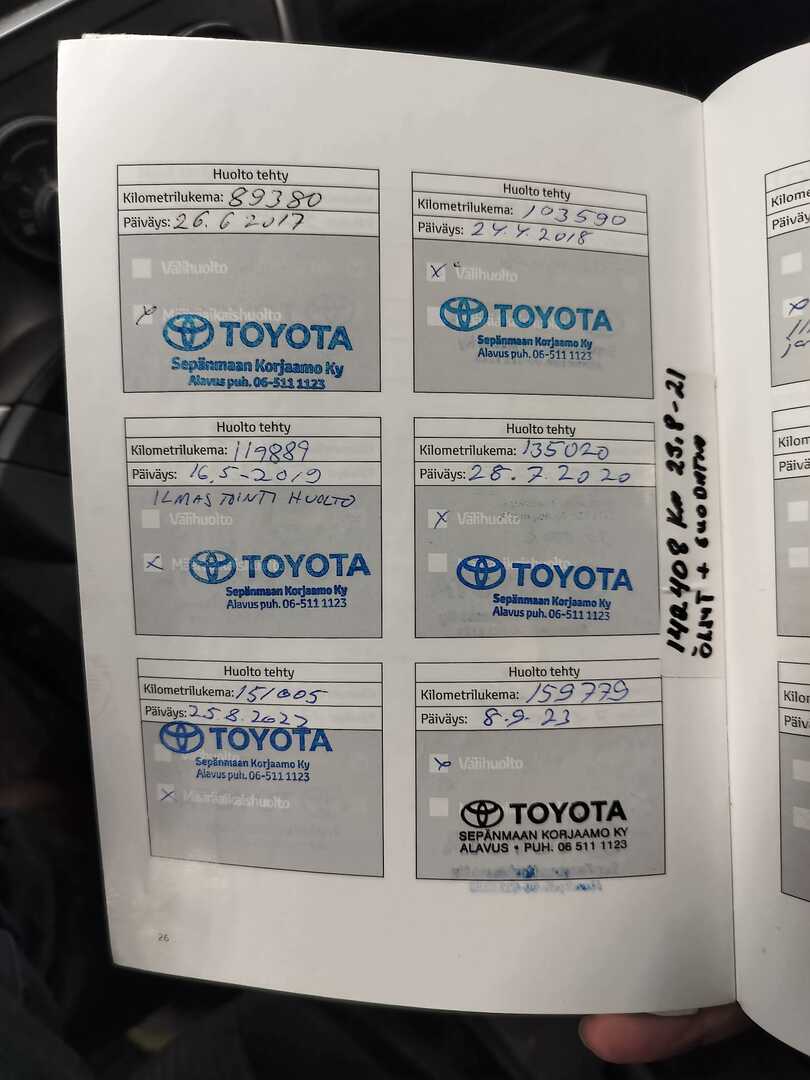 Huolto tehty
Kilometrilukema: 89380
Päiväys: 26.6 2017
Välihuolto
Määräaikaishuolto
TOYOTA
Sepänmaan Korjaamo Ky
Alavus puh. 06-511 1123
Huolto tehty
Kilometrilukema: 103590
Päiväys: 24.4.2018
Välihuolto
TOYOTA
Sepänmaan Korjaamo Ky
Alavus puh. 06-511 1123
Huolto tehty
Kilometrilukema: 119889
Päiväys: 16.5-2019
ILMASTOINTI HUOLTO
Välihuolto
TOYOTA
Sepänmaan Korjaamo Ky
Alavus puh. 06-511 1123
Huolto tehty
Kilometrilukema: 135020
Päiväys: 28.7.2020
Välihuolto
TOYOTA
Sepänmaan Korjaamo Ky
Alavus puh. 06-511 1123
142408 KM 23.8-21
ÖLJYT + SUODATIN
Huolto tehty
Kilometrilukema: 151005
Päiväys: 25.8.2022
TOYOTA
Sepänmaan Korjaamo Ky
Alavus puh. 06-511 1123
Määräaikaishuolto
Huolto tehty
Kilometrilukema: 159779
Päiväys: 8.9.23
Välihuolto
TOYOTA
SEPÄNMAAN KORJAAMO KY
ALAVUS • PUH. 06 511 1123
26